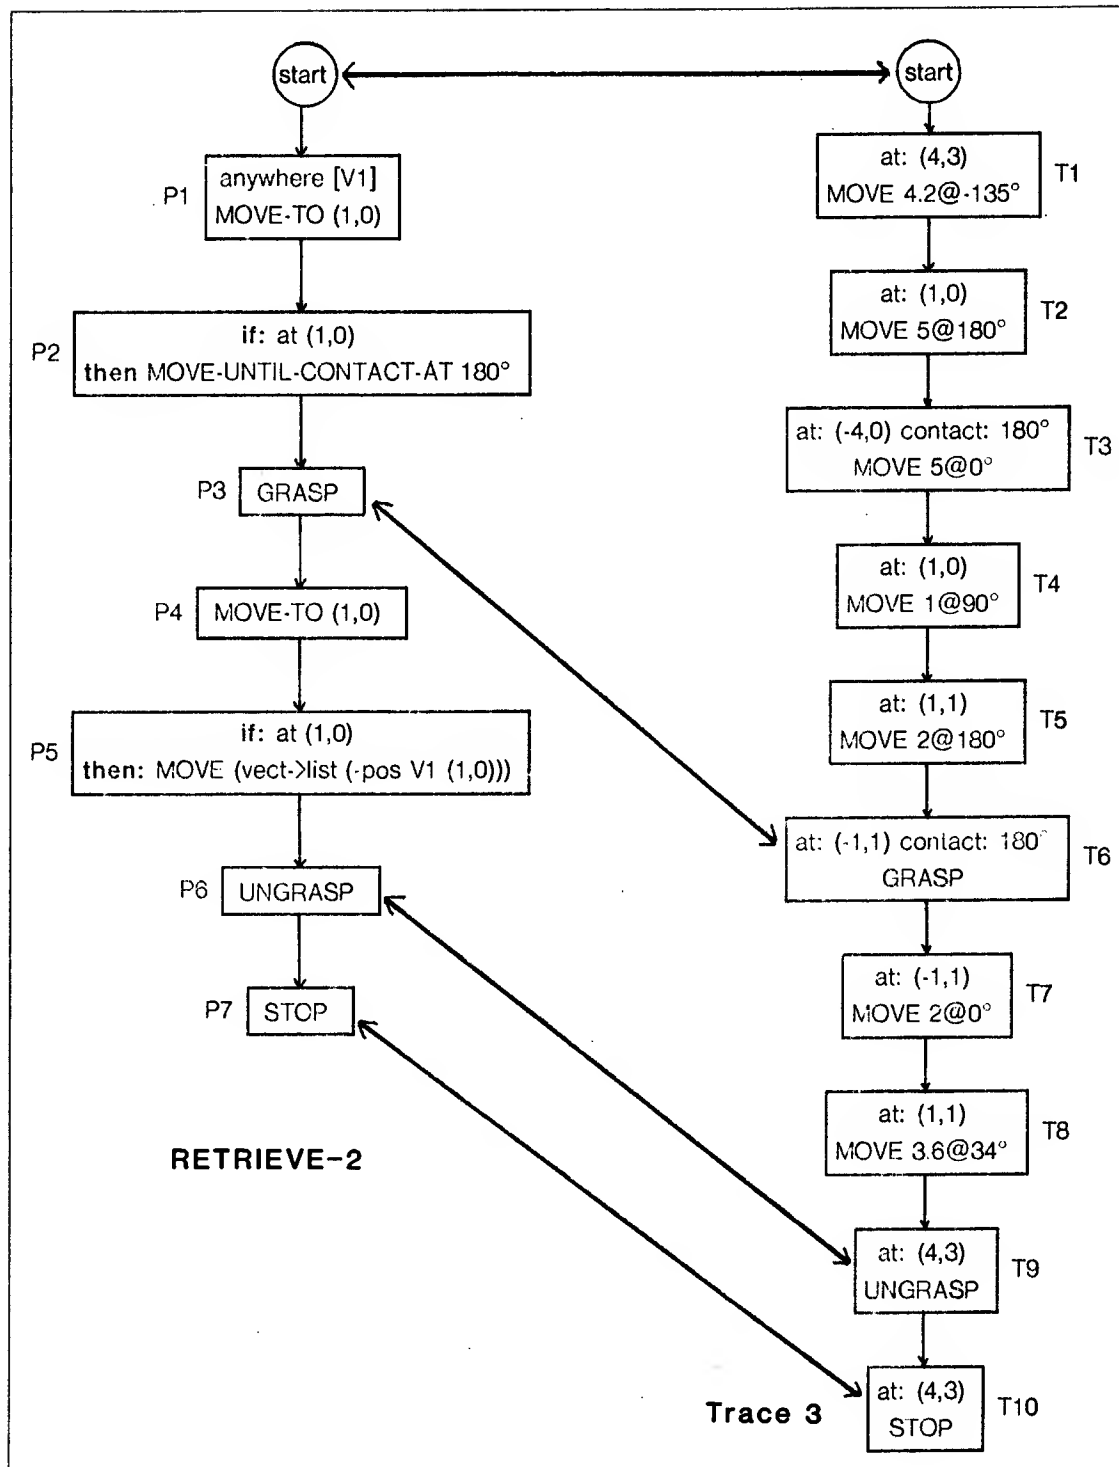 start
P1
anywhere [V1]
MOVE-TO (1,0)
P2
if: at (1,0)
then MOVE-UNTIL-CONTACT-AT 180°
P3
GRASP
P4
MOVE-TO (1,0)
P5
if: at (1,0)
then: MOVE (vect->list (-pos V1 (1,0)))
P6
UNGRASP
P7
STOP
RETRIEVE-2
start
at: (4,3)
MOVE 4.2@-135°
T1
at: (1,0)
MOVE 5@180°
T2
at: (-4,0) contact: 180°
MOVE 5@0°
T3
at: (1,0)
MOVE 1@90°
T4
at: (1,1)
MOVE 2@180°
T5
at: (-1,1) contact: 180°
GRASP
T6
at: (-1,1)
MOVE 2@0°
T7
at: (1,1)
MOVE 3.6@34°
T8
at: (4,3)
UNGRASP
T9
at: (4,3)
STOP
T10
Trace 3